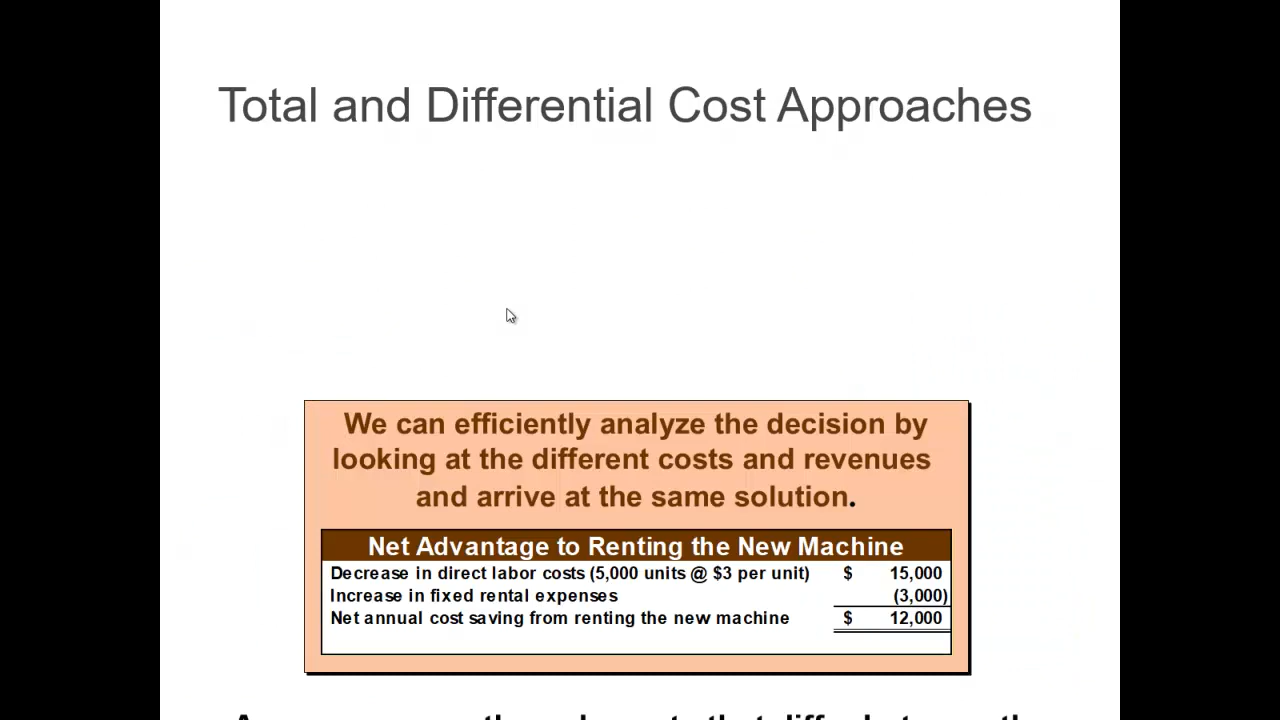 Total and Differential Cost Approaches
We can efficiently analyze the decision by
looking at the different costs and revenues
and arrive at the same solution.
Net Advantage to Renting the New Machine
Decrease in direct labor costs (5,000 units @ $3 per unit) $ 15,000
Increase in fixed rental expenses (3,000)
Net annual cost saving from renting the new machine $ 12,000